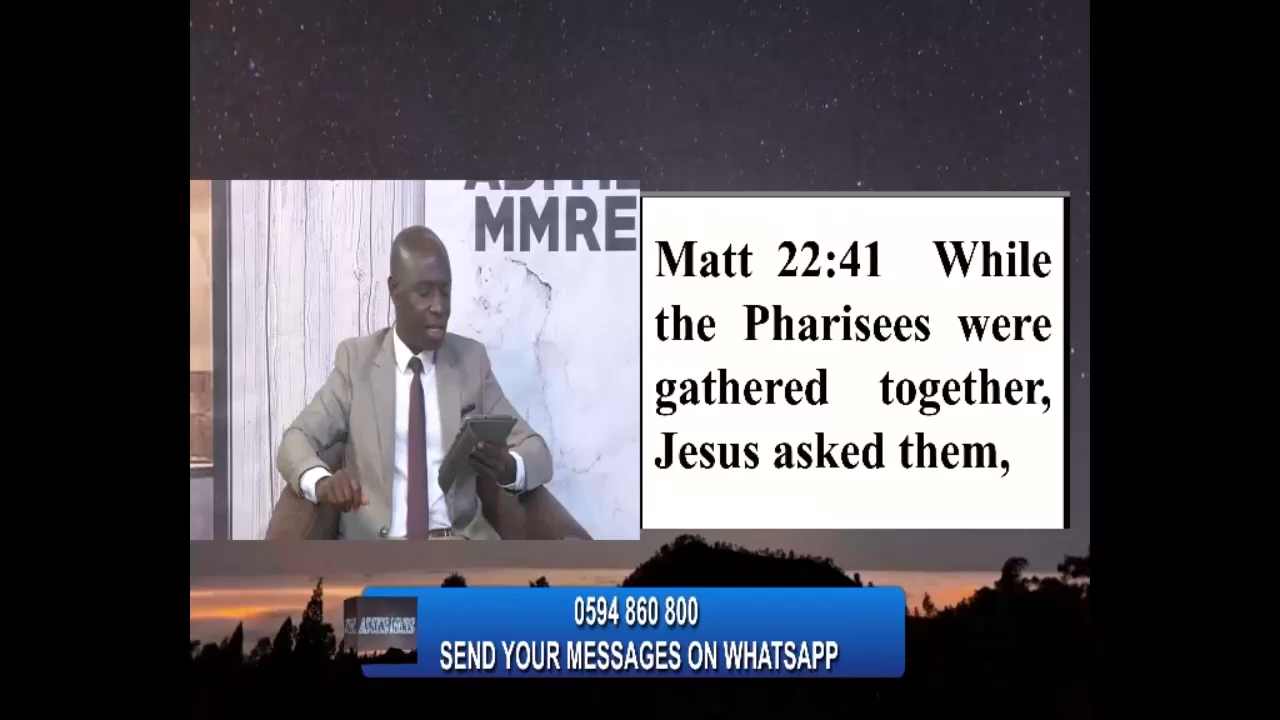 MMRE
Matt 22:41 While
the Pharisees were
gathered together,
Jesus asked them,
0594 860 800
SEND YOUR MESSAGES ON WHATSAPP